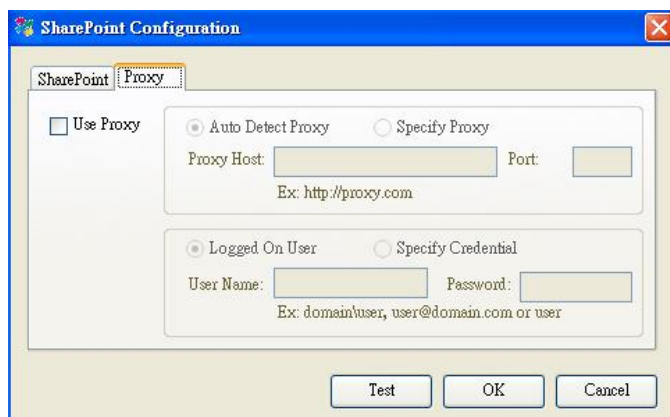 SharePoint Configuration
SharePoint Proxy
Use Proxy
Auto Detect Proxy Specify Proxy
Proxy Host: Port:
Ex: http://proxy.com
Logged On User Specify Credential
User Name: Password:
Ex: domain\user, user@domain.com or user
Test OK Cancel